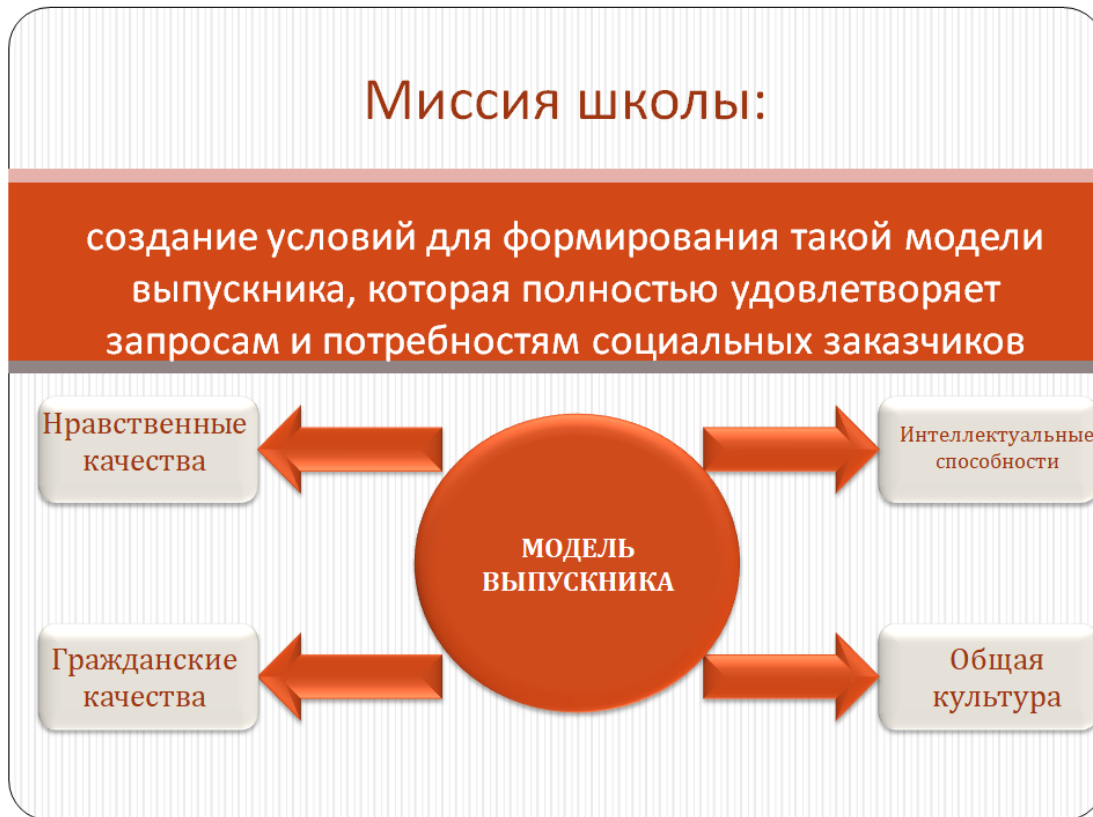 Миссия школы:
создание условий для формирования такой модели
выпускника, которая полностью удовлетворяет
запросам и потребностям социальных заказчиков
Нравственные
качества
Интеллектуальные
способности
МОДЕЛЬ
ВЫПУСКНИКА
Гражданские
качества
Общая
культура